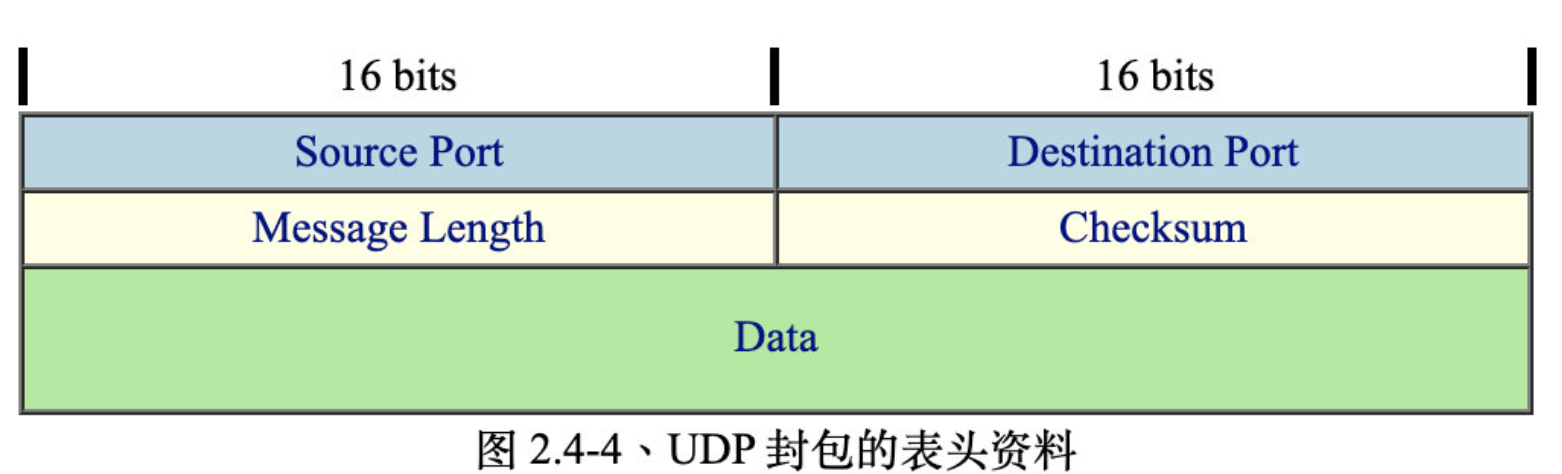 16 bits 16 bits
Source Port Destination Port
Message Length Checksum
Data
图 2.4-4、UDP 封包的表头资料